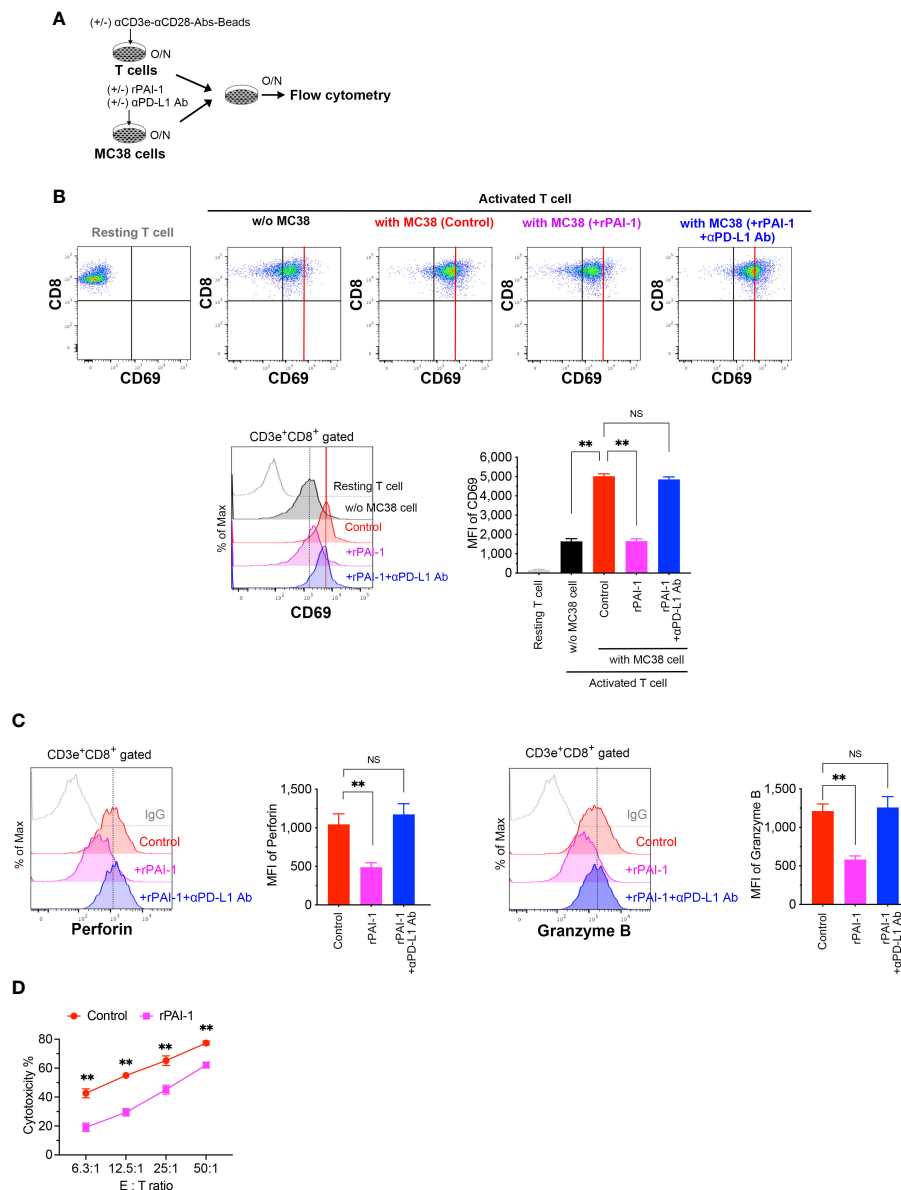 A
(+/-) αCD3e-αCD28-Abs-Beads
O/N
T cells
(+/-) rPAI-1
(+/-) αPD-L1 Ab
O/N
MC38 cells
O/N
Flow cytometry
B
Activated T cell
Resting T cell
w/o MC38
with MC38 (Control)
with MC38 (+rPAI-1)
with MC38 (+rPAI-1
+αPD-L1 Ab)
CD8
CD69
CD8
CD69
CD8
CD69
CD8
CD69
CD8
CD69
CD3e+CD8+ gated
% of Max
Resting T cell
w/o MC38 cell
Control
+rPAI-1
+rPAI-1+αPD-L1 Ab
CD69
NS
** **
MFI of CD69
6,000
5,000
4,000
3,000
2,000
1,000
0
Resting T cell
w/o MC38 cell
Control
rPAI-1
rPAI-1
+αPD-L1 Ab
with MC38 cell
Activated T cell
C
CD3e+CD8+ gated
% of Max
IgG
Control
+rPAI-1
+rPAI-1+αPD-L1 Ab
Perforin
NS
**
MFI of Perforin
1,500
1,000
500
0
Control
rPAI-1
rPAI-1
+αPD-L1 Ab
CD3e+CD8+ gated
% of Max
IgG
Control
+rPAI-1
+rPAI-1+αPD-L1 Ab
Granzyme B
NS
**
MFI of Granzyme B
1,500
1,000
500
0
Control
rPAI-1
rPAI-1
+αPD-L1 Ab
D
Control rPAI-1
** ** ** **
Cytotoxicity %
80
60
40
20
0
6.3:1 12.5:1 25:1 50:1
E : T ratio